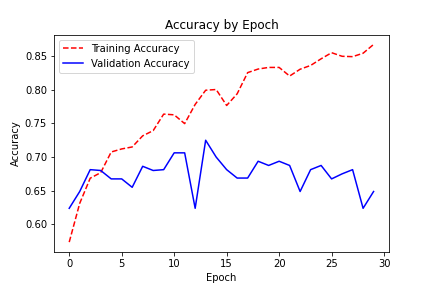 Accuracy by Epoch
Training Accuracy
Validation Accuracy
0.85
0.80
0.75
0.70
0.65
0.60
Accuracy
0 5 10 15 20 25 30
Epoch